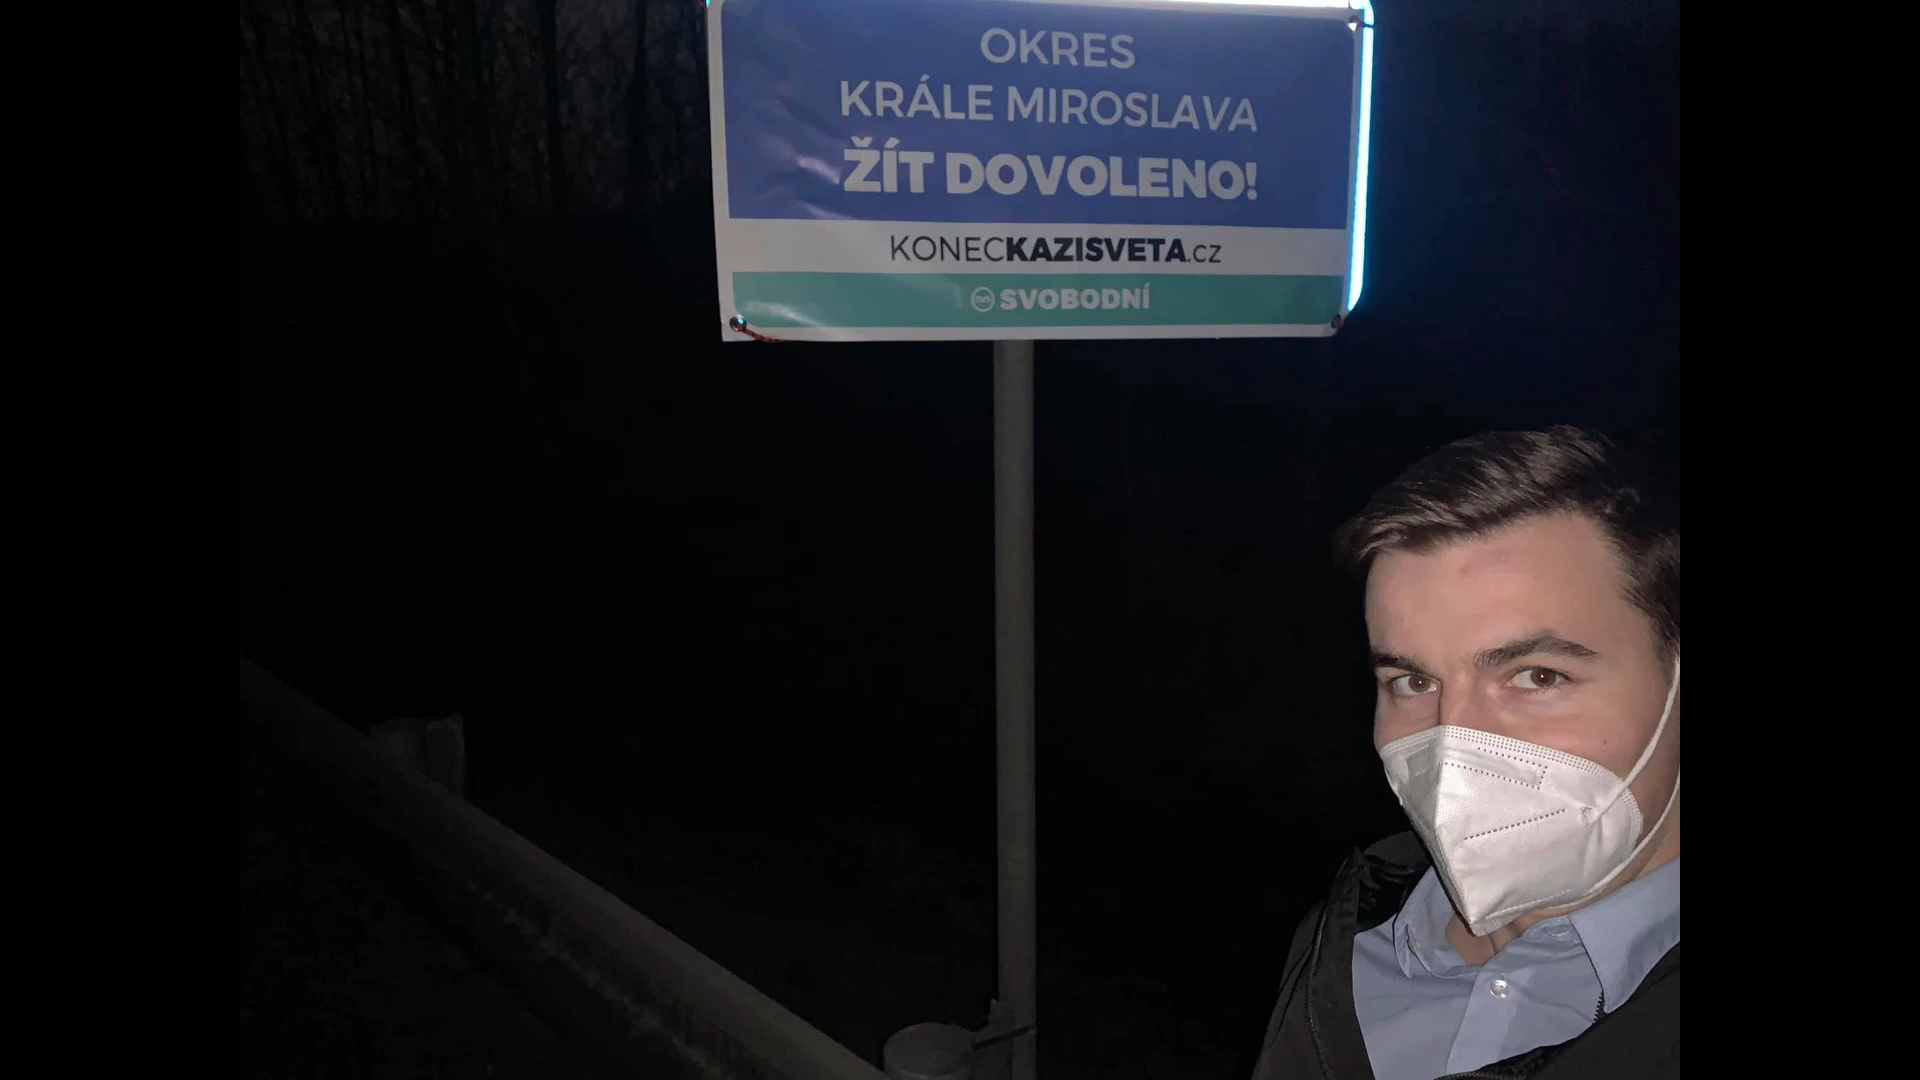 OKRES
KRÁLE MIROSLAVA
ŽÍT DOVOLENO!
KONECKAZISVETA.cz
SVOBODNÍ